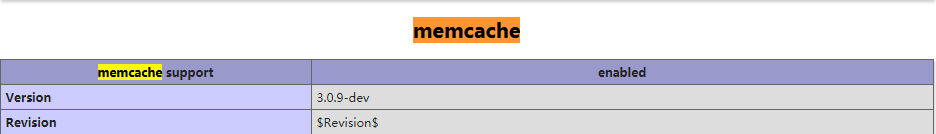 memcache
memcache support enabled
Version 3.0.9-dev
Revision $Revision$